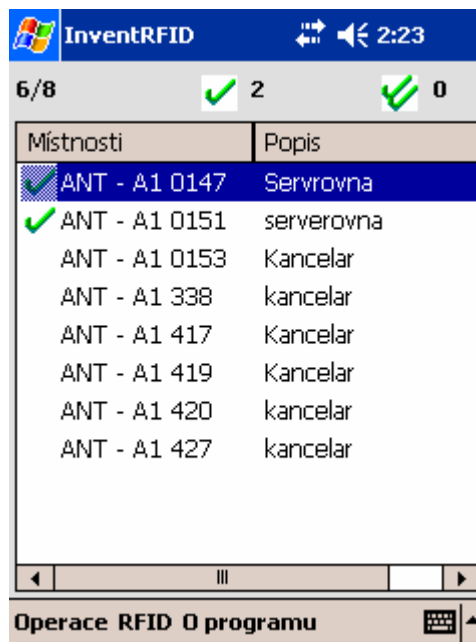 InventRFID 2:23
6/8 2 0
Místnosti Popis
ANT - A1 0147 Servrovna
ANT - A1 0151 serverovna
ANT - A1 0153 Kancelar
ANT - A1 338 kancelar
ANT - A1 417 Kancelar
ANT - A1 419 Kancelar
ANT - A1 420 kancelar
ANT - A1 427 kancelar
Operace RFID O programu